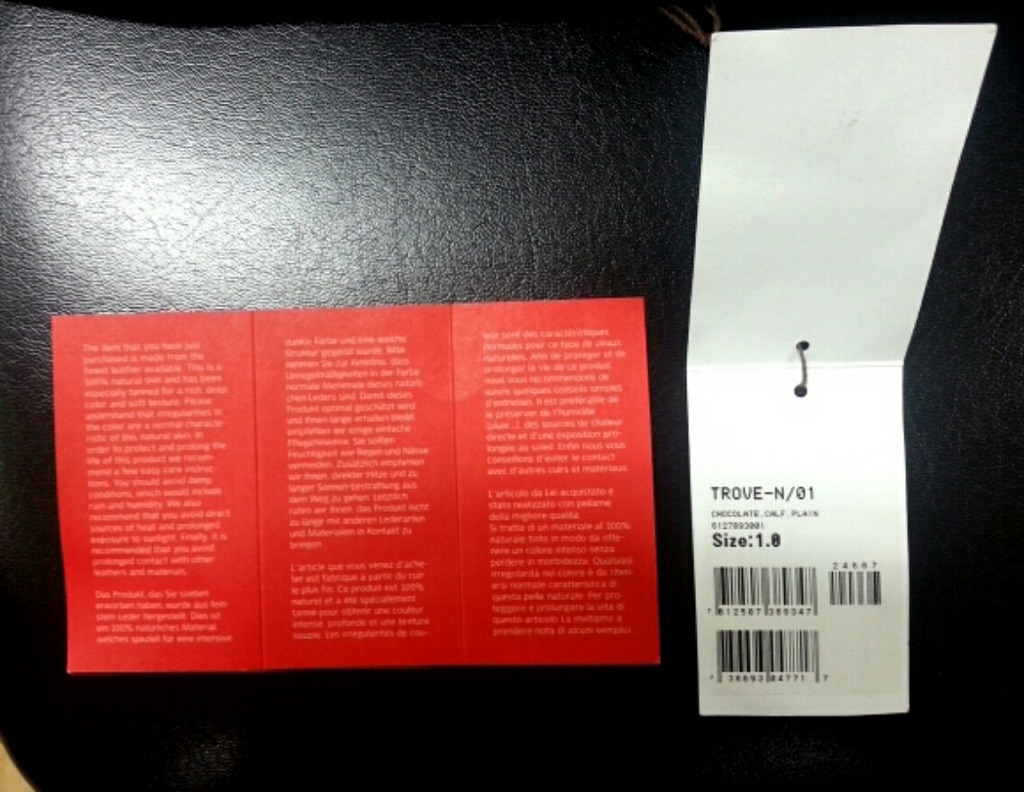 The item that you have just
purchased is made from the
finest leather available. This is a
100% natural skin and has been
especially tanned for a rich deep
color and soft texture. Please
understand that irregularities in
the color are a normal characte-
ristic of this natural skin. In
order to protect and prolong the
life of this product we recom-
mend a few easy care instruc-
tions. You should avoid damp
conditions, which would include
rain and humidity. We also
recommend that you avoid direct
sources of heat and prolonged
exposure to sunlight. Finally, it is
recommended that you avoid
prolonged contact with other
leathers and materials.
Das Produkt, das Sie soeben
erworben haben, wurde aus fein-
stem Leder hergestellt. Dies ist
ein 100% natürliches Material,
welches speziell für eine intensive
dunkle Farbe und eine weiche
Struktur gegerbt wurde. Bitte
nehmen Sie zur Kenntnis, dass
Unregelmäßigkeiten in der Farbe
normale Merkmale dieses natürli-
chen Leders sind. Damit dieses
Produkt optimal geschützt wird
und Ihnen lange erhalten bleibt,
empfehlen wir einige einfache
Pflegehinweise. Sie sollten
Feuchtigkeit wie Regen und Nässe
vermeiden. Zusätzlich empfehlen
wir Ihnen, direkter Hitze und zu
langer Sonnen-bestrahlung aus
dem Weg zu gehen. Letztlich
raten wir Ihnen, das Produkt nicht
zu lange mit anderen Lederarten
und Materialien in Kontakt zu
bringen.
L'article que vous venez d'ache-
ter est fabriqué à partir du cuir
le plus fin. Ce produit est 100%
naturel et a été spécialement
tanné pour obtenir une couleur
intense profonde et une texture
souple. Les irrégularités de cou-
leur sont des caractéristiques
normales pour ce type de peaux
naturelles. Afin de protéger et de
prolonger la vie de ce produit
nous vous recommendons de
suivre quelques conseils simples
d'entretien. Il est préférable de
le préserver de l'humidité
(pluie...), des sources de chaleur
directe et d'une exposition pro-
longée au soleil. Enfin nous vous
conseillons d'éviter le contact
avec d'autres cuirs et matériaux.
L'articolo da Lei acquistato è
stato realizzato con pellame
della migliore qualità.
Si tratta di un materiale al 100%
naturale tinto in modo da otte-
nere un colore intenso senza
perdere in morbidezza. Qualsiasi
irregolarità nel colore è da riten-
ersi normale caratteristica di
questa pelle naturale. Per pro-
teggere e prolungare la vita di
questo articolo La invitiamo a
prendere nota di alcuni semplici
TROVE-N/01
CHOCOLATE,CALF,PLAIN
6127893001
Size:1.0
24687
7 612507 389347
7 36693 04771 7